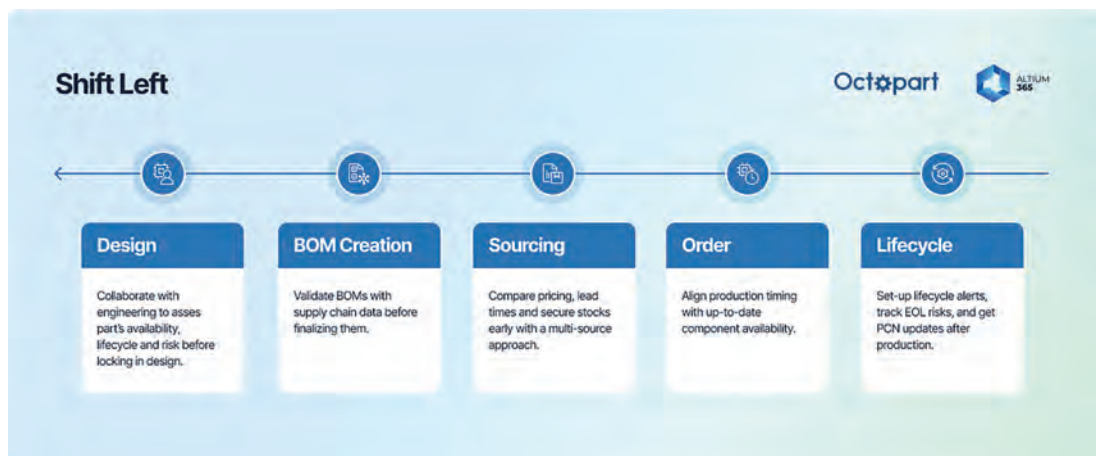 Shift Left
Octopart
ALTIUM
365
Design
Collaborate with
engineering to asses
part's availability,
lifecycle and risk before
locking in design.
BOM Creation
Validate BOMs with
supply chain data before
finalizing them.
Sourcing
Compare pricing, lead
times and secure stocks
early with a multi-source
approach.
Order
Align production timing
with up-to-date
component availability.
Lifecycle
Set-up lifecycle alerts,
track EOL risks, and get
PCN updates after
production.